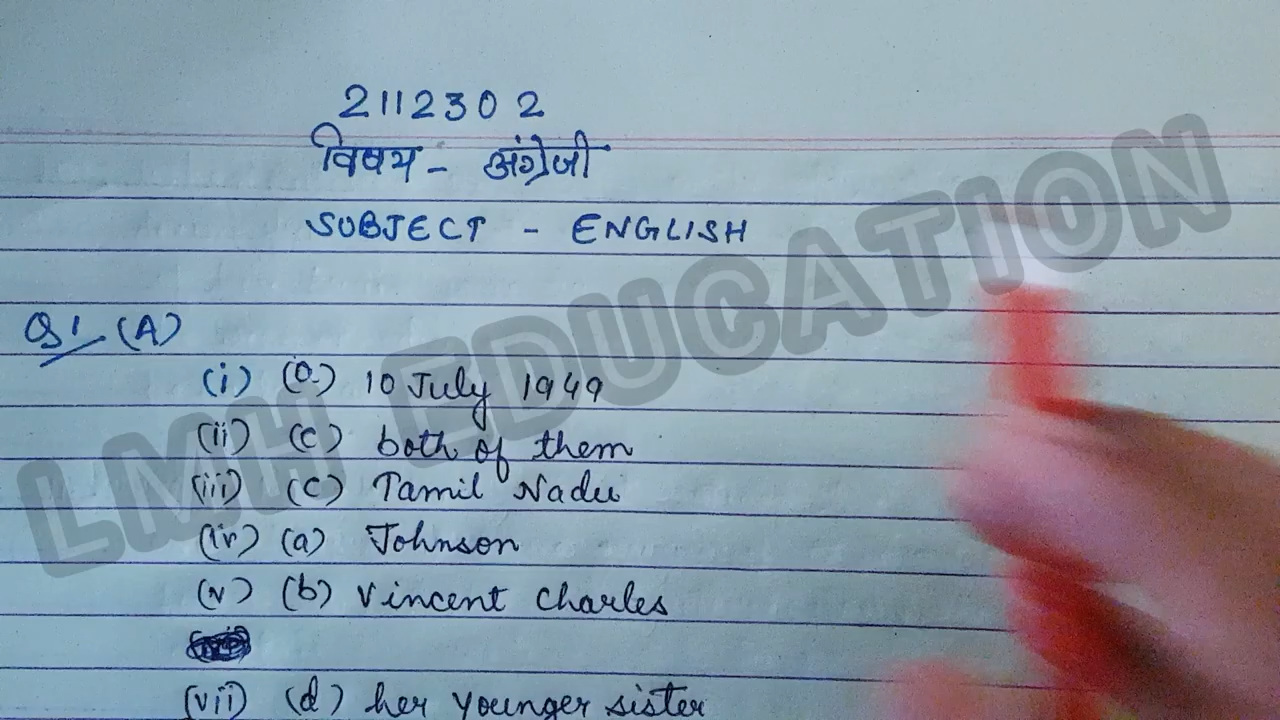 2112302
विषय - अंग्रेजी
SUBJECT - ENGLISH
Q1 (A)
(i) (a) 10 July 1949
(ii) (c) both of them
(iii) (c) Tamil Nadu
(iv) (a) Johnson
(v) (b) Vincent Charles
(vii) (d) her younger sister
LMH EDUCATION